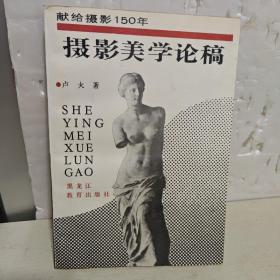 献给摄影150年
摄影美学论稿
卢火 著
SHE
YING
MEI
XUE
LUN
GAO
黑龙江
教育出版社